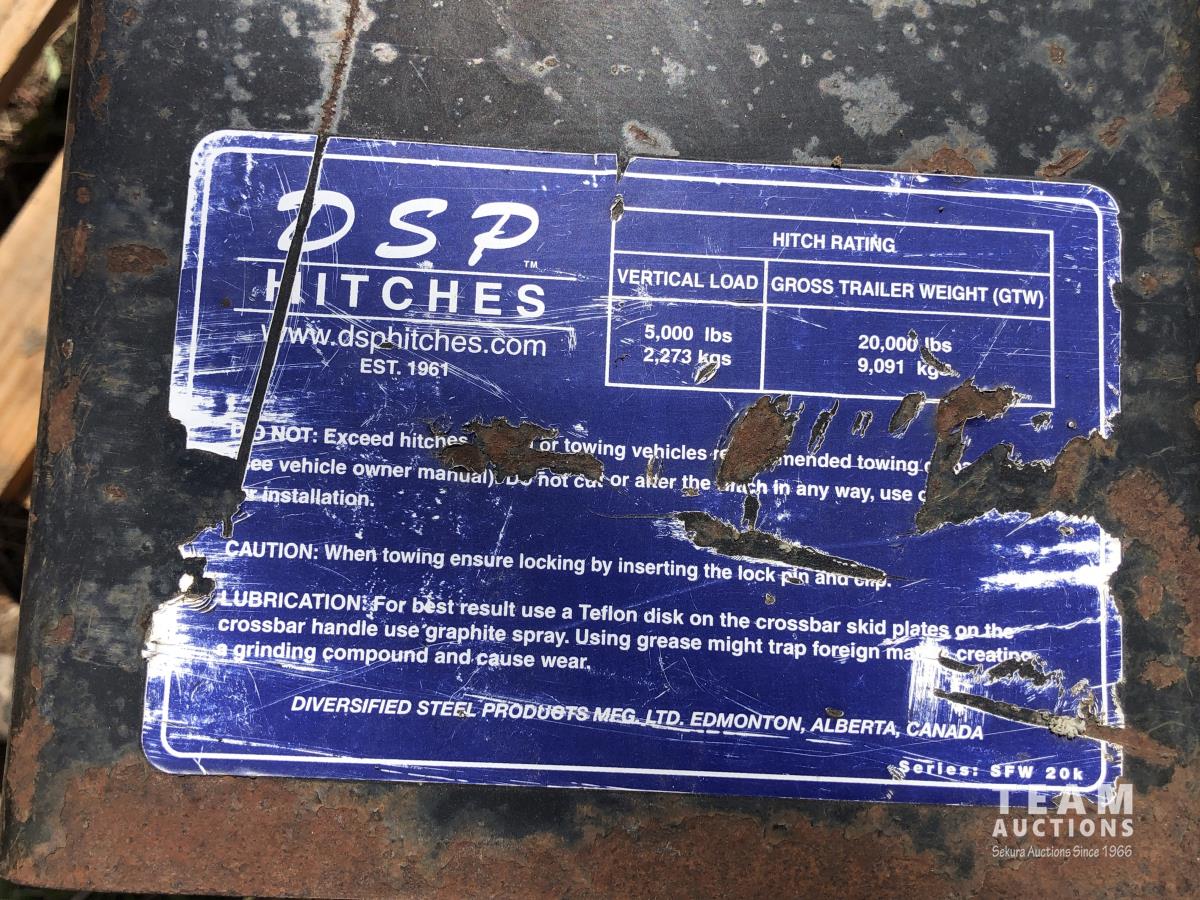 DSP
TM
HITCHES
www.dsphitches.com
EST. 1961
HITCH RATING
VERTICAL LOAD GROSS TRAILER WEIGHT (GTW)
5,000 lbs 20,000 lbs
2,273 kgs 9,091 kgs
DO NOT: Exceed hitches or towing vehicles towing
see vehicle owner manual). Do not cut or alter the hitch in any way, use
installation.
CAUTION: When towing ensure locking by inserting the lock pin and clip.
LUBRICATION: For best result use a Teflon disk on the crossbar skid plates on the
crossbar handle use graphite spray. Using grease might trap foreign creating
a grinding compound and cause wear.
DIVERSIFIED STEEL PRODUCTS MFG. LTD. EDMONTON, ALBERTA, CANADA
Series: SFW 20k
TEAM
AUCTIONS
Sekura Auctions Since 1966